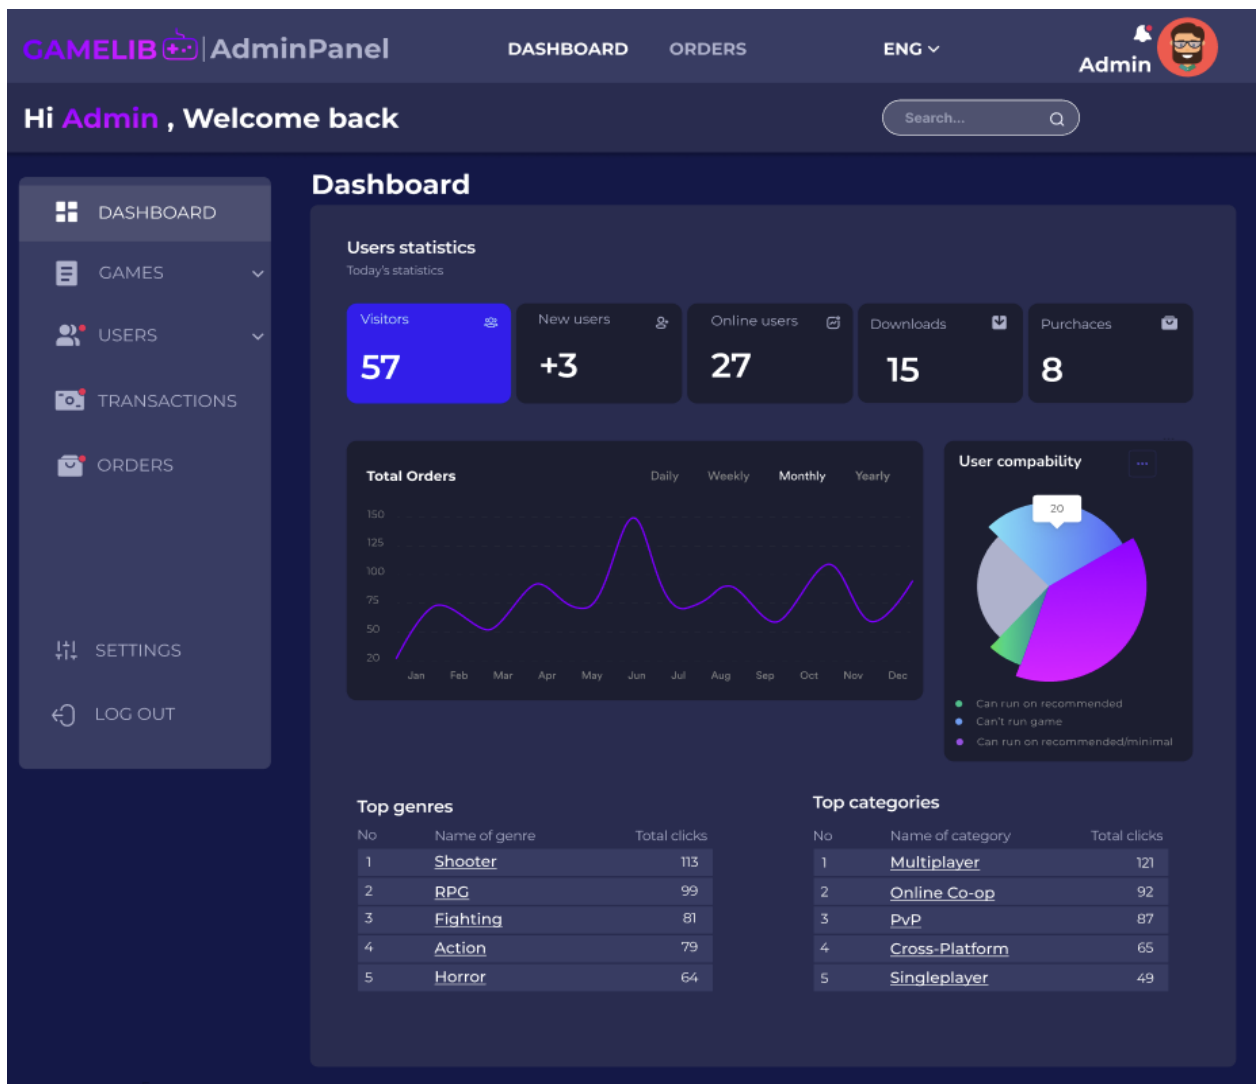 GAMELIB | AdminPanel DASHBOARD ORDERS ENG Admin
Hi Admin , Welcome back Search...
DASHBOARD
GAMES
USERS
TRANSACTIONS
ORDERS
SETTINGS
LOG OUT
Dashboard
Users statistics
Today's statistics
Visitors
57
New users
+3
Online users
27
Downloads
15
Purchaces
8
Total Orders Daily Weekly Monthly Yearly
150
125
100
75
50
20
Jan Feb Mar Apr May Jun Jul Aug Sep Oct Nov Dec
User compability ...
20
Can run on recommended
Can't run game
Can run on recommended/minimal
Top genres
No Name of genre Total clicks
1 Shooter 113
2 RPG 99
3 Fighting 81
4 Action 79
5 Horror 64
Top categories
No Name of category Total clicks
1 Multiplayer 121
2 Online Co-op 92
3 PvP 87
4 Cross-Platform 65
5 Singleplayer 49